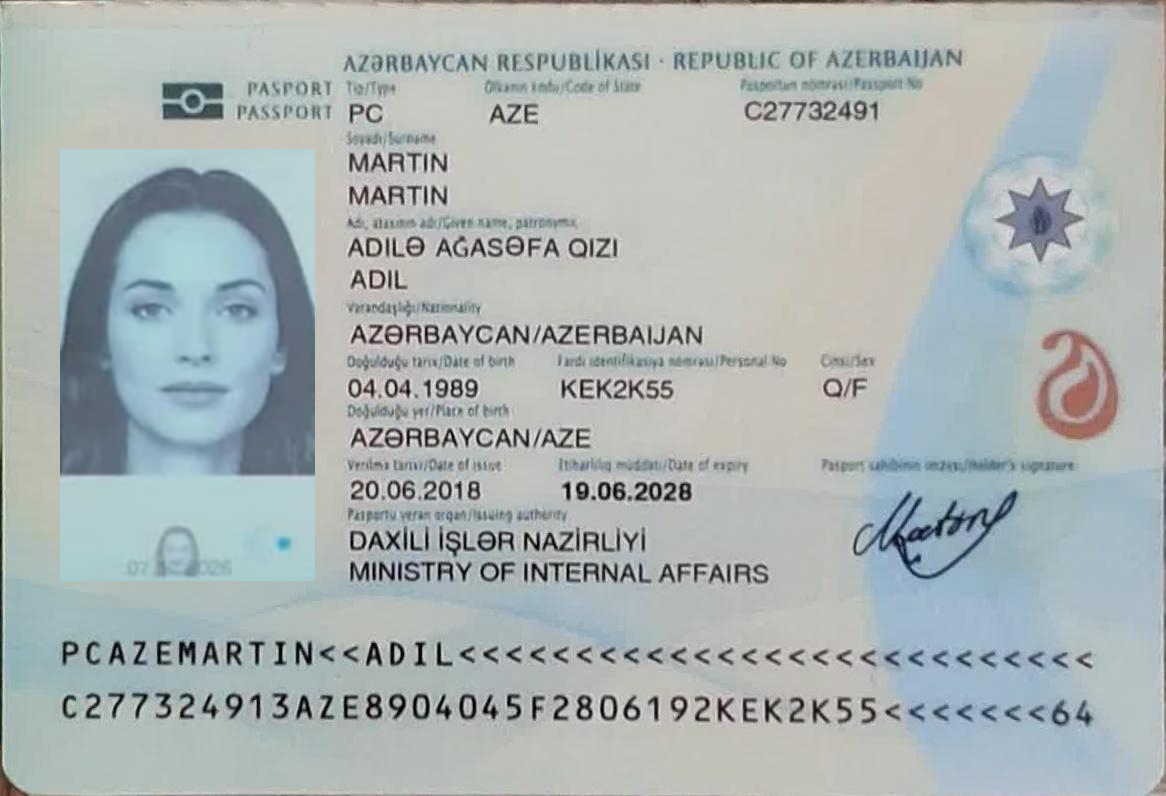 AZƏRBAYCAN RESPUBLİKASI · REPUBLIC OF AZERBAIJAN
PASPORT
PASSPORT
Tip/Type Ölkənin kodu/Code of State Pasportun nömrəsi/Passport No
PC AZE C27732491
Soyadı/Surname
MARTIN
MARTIN
Adı, atasının adı/Given name, patronymic
ADILƏ AĞASƏFA QIZI
ADIL
Vətəndaşlığı/Nationality
AZƏRBAYCAN/AZERBAIJAN
Doğulduğu tarix/Date of birth Fərdi identifikasiya nömrəsi/Personal No Cinsi/Sex
04.04.1989 KEK2K55 Q/F
Doğulduğu yer/Place of birth
AZƏRBAYCAN/AZE
Verilmə tarixi/Date of issue Etibarlılıq müddəti/Date of expiry Pasport sahibinin imzası/Holder's signature
20.06.2018 19.06.2028
Pasportu verən orqan/Issuing authority
DAXİLİ İŞLƏR NAZİRLİYİ
MINISTRY OF INTERNAL AFFAIRS
PCAZEMARTIN<<ADIL<<<<<<<<<<<<<<<<<<<<<<<<<<<
C277324913AZE8904045F2806192KEK2K55<<<<<<<64